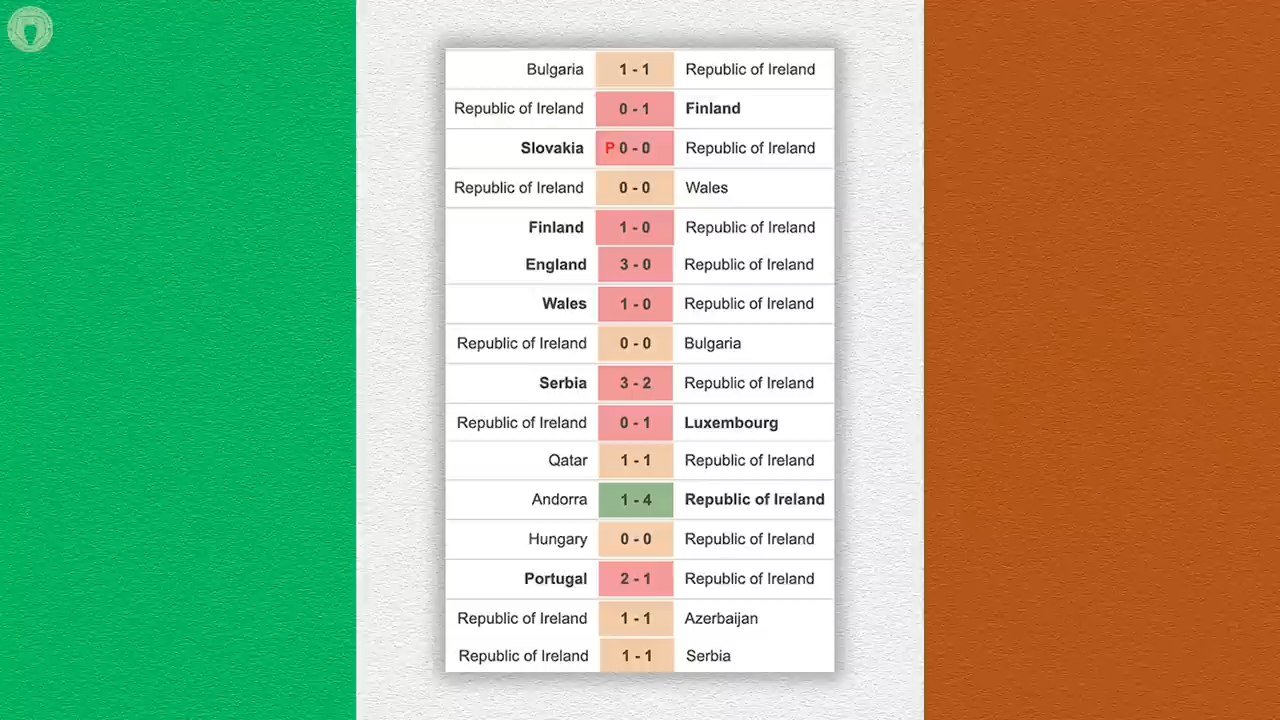 Bulgaria 1 - 1 Republic of Ireland
Republic of Ireland 0 - 1 Finland
Slovakia P 0 - 0 Republic of Ireland
Republic of Ireland 0 - 0 Wales
Finland 1 - 0 Republic of Ireland
England 3 - 0 Republic of Ireland
Wales 1 - 0 Republic of Ireland
Republic of Ireland 0 - 0 Bulgaria
Serbia 3 - 2 Republic of Ireland
Republic of Ireland 0 - 1 Luxembourg
Qatar 1 - 1 Republic of Ireland
Andorra 1 - 4 Republic of Ireland
Hungary 0 - 0 Republic of Ireland
Portugal 2 - 1 Republic of Ireland
Republic of Ireland 1 - 1 Azerbaijan
Republic of Ireland 1 - 1 Serbia